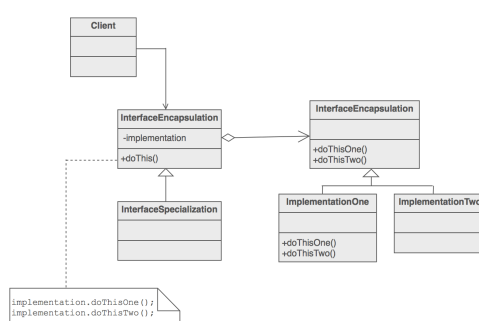 Client
InterfaceEncapsulation
-implementation
+doThis()
InterfaceEncapsulation
+doThisOne()
+doThisTwo()
InterfaceSpecialization
ImplementationOne
+doThisOne()
+doThisTwo()
ImplementationTwo
implementation.doThisOne();
implementation.doThisTwo();